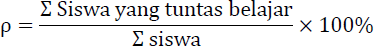 ρ = Σ Siswa yang tuntas belajar / Σ siswa × 100%